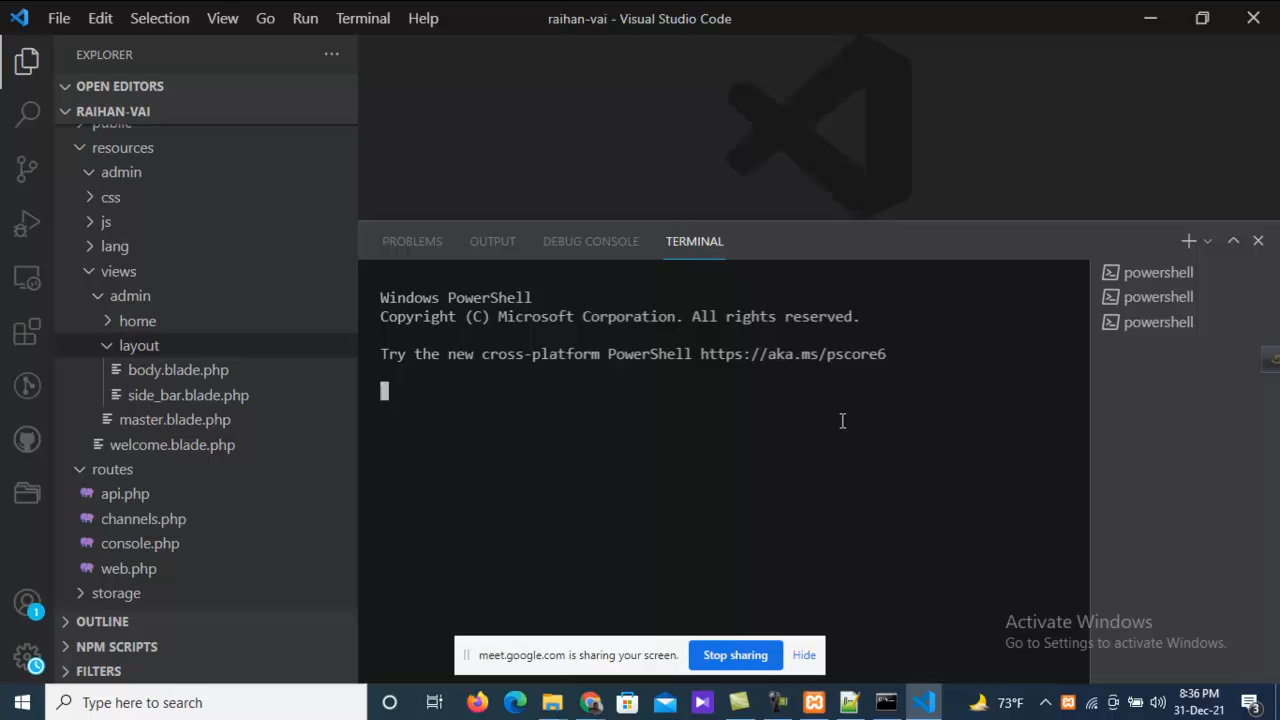 File Edit Selection View Go Run Terminal Help
raihan-vai - Visual Studio Code
EXPLORER
OPEN EDITORS
RAIHAN-VAI
public
resources
admin
css
js
lang
views
admin
home
layout
body.blade.php
side_bar.blade.php
master.blade.php
welcome.blade.php
routes
api.php
channels.php
console.php
web.php
storage
OUTLINE
NPM SCRIPTS
FILTERS
1
PROBLEMS OUTPUT DEBUG CONSOLE TERMINAL
Windows PowerShell
Copyright (C) Microsoft Corporation. All rights reserved.
Try the new cross-platform PowerShell https://aka.ms/pscore6
powershell
powershell
powershell
Activate Windows
Go to Settings to activate Windows.
meet.google.com is sharing your screen. Stop sharing Hide
Type here to search
73°F
8:36 PM
31-Dec-21
3